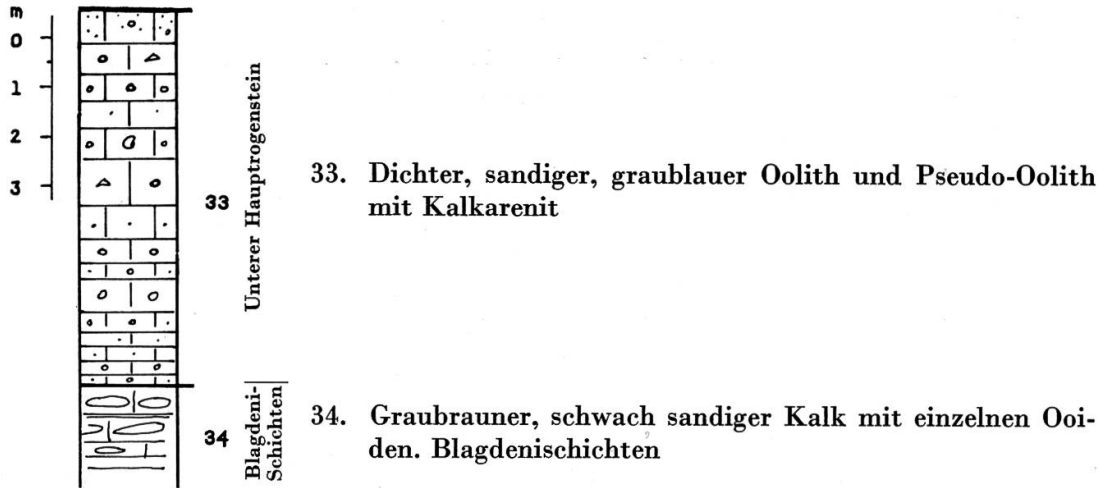 m
0
1
2
3
33
Unterer Hauptrogenstein
33. Dichter, sandiger, graublauer Oolith und Pseudo-Oolith
mit Kalkarenit
34
Blagdeni-
Schichten
34. Graubrauner, schwach sandiger Kalk mit einzelnen Ooi-
den. Blagdenischichten